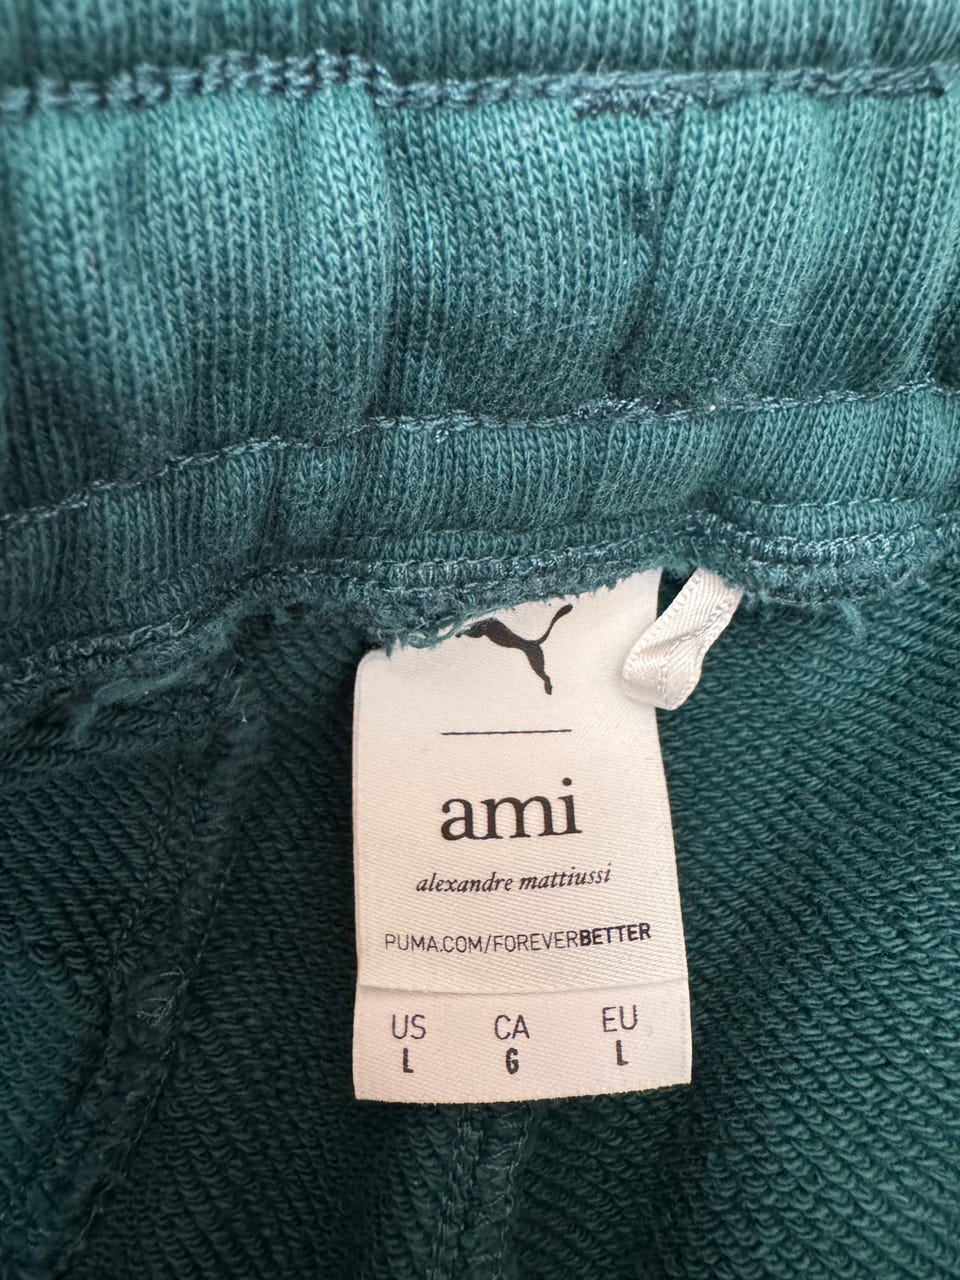 ami
alexandre mattiussi
PUMA.COM/FOREVERBETTER
US CA EU
L G L